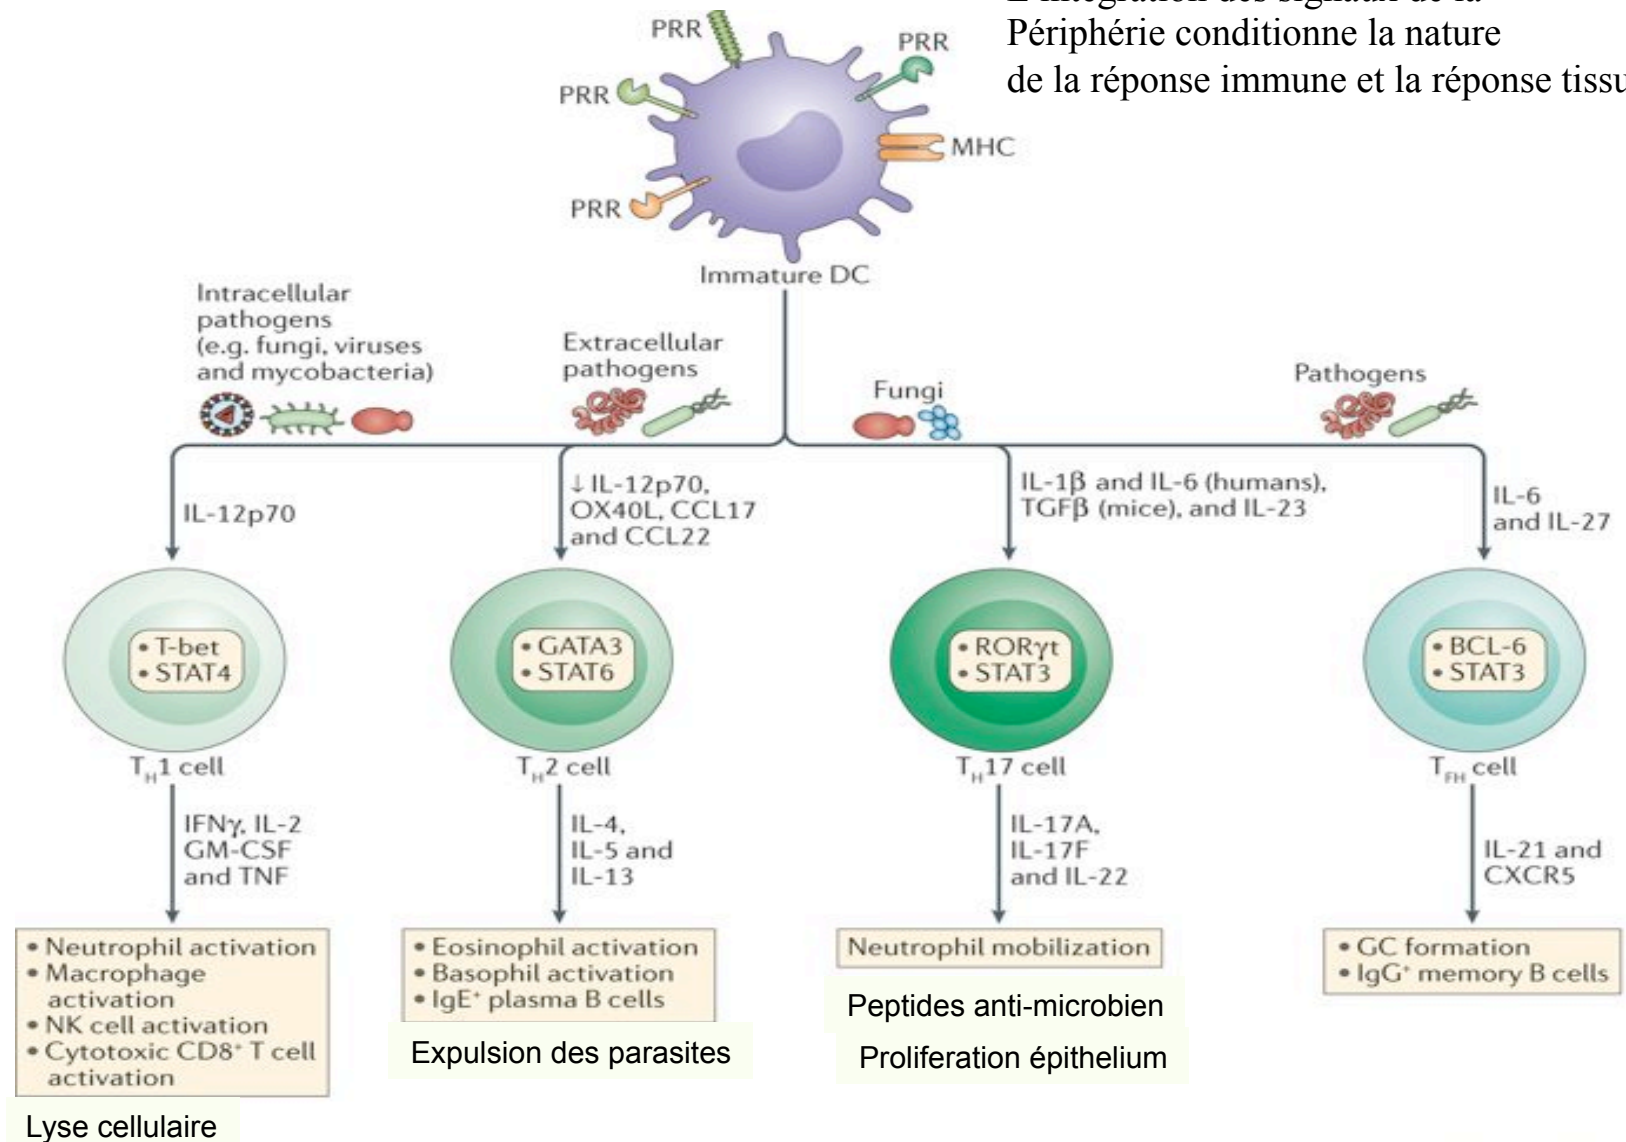 L'intégration des signaux de la
Périphérie conditionne la nature
de la réponse immune et la réponse tissu
PRR
PRR
PRR
MHC
PRR
Immature DC
Intracellular
pathogens
(e.g. fungi, viruses
and mycobacteria)
Extracellular
pathogens
Fungi
Pathogens
IL-12p70
↓ IL-12p70,
OX40L, CCL17
and CCL22
IL-1β and IL-6 (humans),
TGFβ (mice), and IL-23
IL-6
and IL-27
• T-bet
• STAT4
• GATA3
• STAT6
• RORγt
• STAT3
• BCL-6
• STAT3
TH1 cell
TH2 cell
TH17 cell
TFH cell
IFNγ, IL-2
GM-CSF
and TNF
IL-4,
IL-5 and
IL-13
IL-17A,
IL-17F
and IL-22
IL-21 and
CXCR5
• Neutrophil activation
• Macrophage
activation
• NK cell activation
• Cytotoxic CD8+ T cell
activation
Lyse cellulaire
• Eosinophil activation
• Basophil activation
• IgE+ plasma B cells
Expulsion des parasites
Neutrophil mobilization
Peptides anti-microbien
Proliferation épithelium
• GC formation
• IgG+ memory B cells